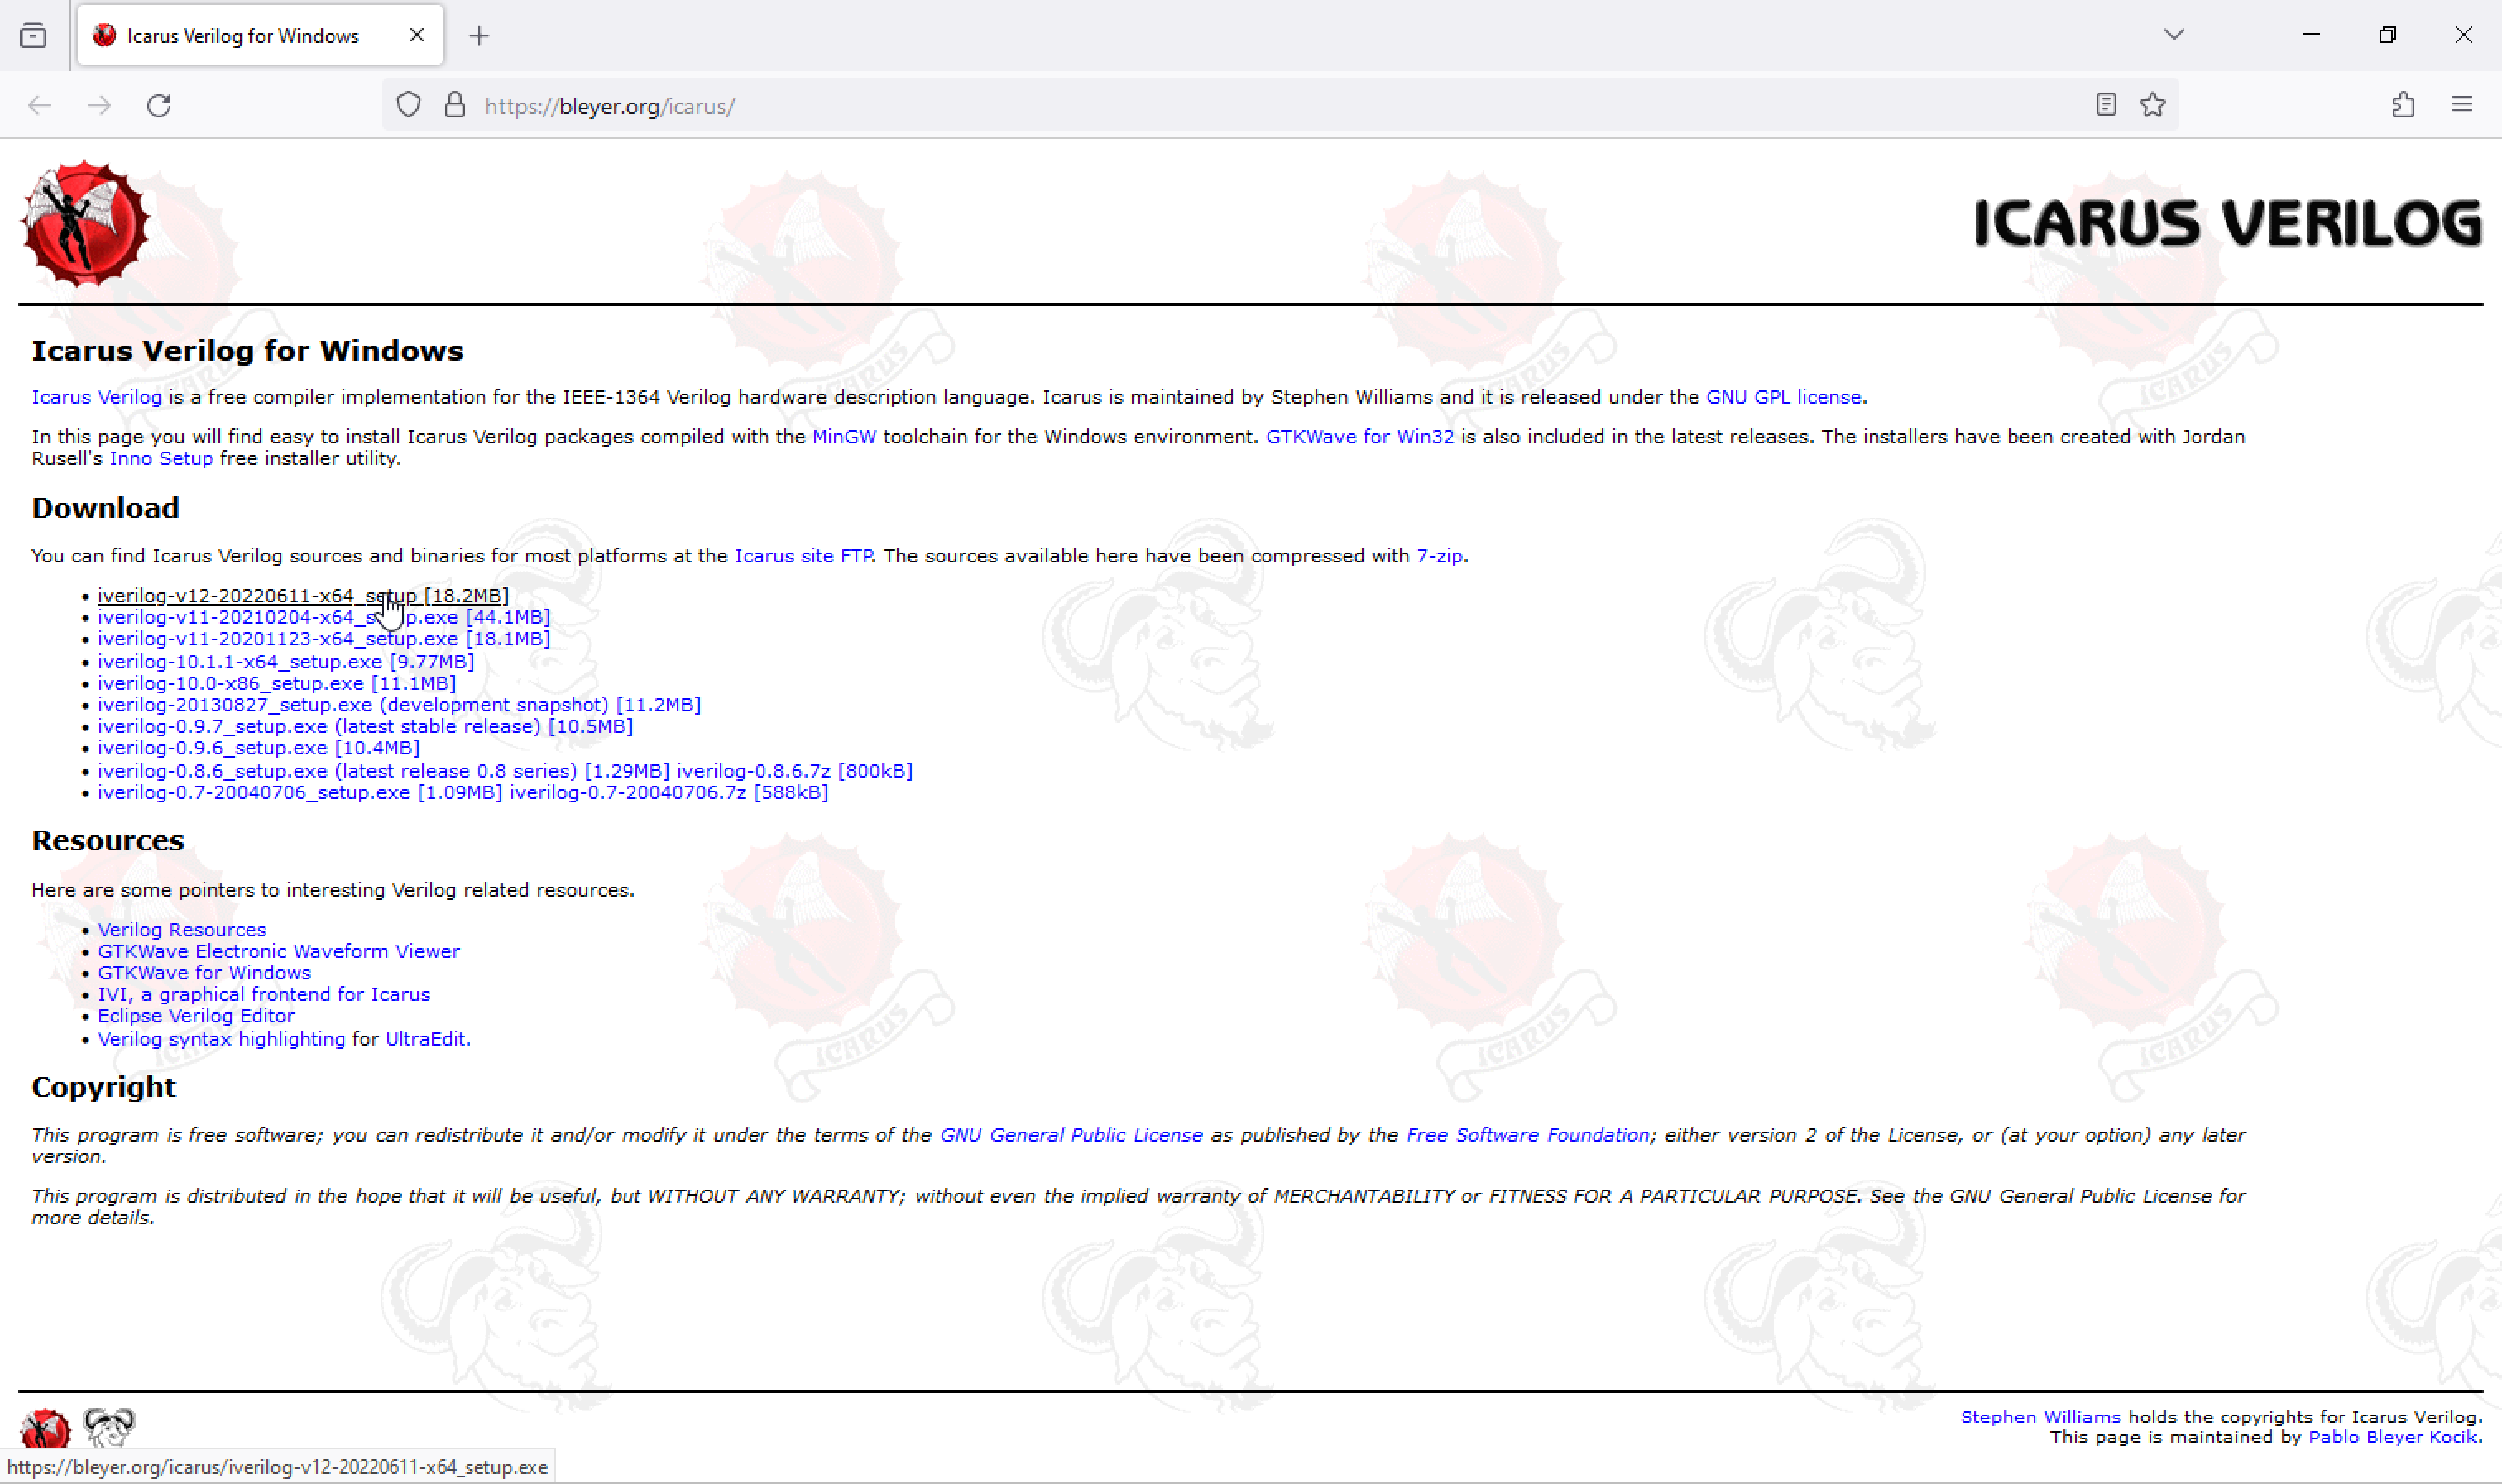 Icarus Verilog for Windows
https://bleyer.org/icarus/
ICARUS VERILOG
Icarus Verilog for Windows
Icarus Verilog is a free compiler implementation for the IEEE-1364 Verilog hardware description language. Icarus is maintained by Stephen Williams and it is released under the GNU GPL license.
In this page you will find easy to install Icarus Verilog packages compiled with the MinGW toolchain for the Windows environment. GTKWave for Win32 is also included in the latest releases. The installers have been created with Jordan
Rusell's Inno Setup free installer utility.
Download
You can find Icarus Verilog sources and binaries for most platforms at the Icarus site FTP. The sources available here have been compressed with 7-zip.
• iverilog-v12-20220611-x64_setup [18.2MB]
• iverilog-v11-20210204-x64_setup.exe [44.1MB]
• iverilog-v11-20201123-x64_setup.exe [18.1MB]
• iverilog-10.1.1-x64_setup.exe [9.77MB]
• iverilog-10.0-x86_setup.exe [11.1MB]
• iverilog-20130827_setup.exe (development snapshot) [11.2MB]
• iverilog-0.9.7_setup.exe (latest stable release) [10.5MB]
• iverilog-0.9.6_setup.exe [10.4MB]
• iverilog-0.8.6_setup.exe (latest release 0.8 series) [1.29MB] iverilog-0.8.6.7z [800kB]
• iverilog-0.7-20040706_setup.exe [1.09MB] iverilog-0.7-20040706.7z [588kB]
Resources
Here are some pointers to interesting Verilog related resources.
• Verilog Resources
• GTKWave Electronic Waveform Viewer
• GTKWave for Windows
• IVI, a graphical frontend for Icarus
• Eclipse Verilog Editor
• Verilog syntax highlighting for UltraEdit.
Copyright
This program is free software; you can redistribute it and/or modify it under the terms of the GNU General Public License as published by the Free Software Foundation; either version 2 of the License, or (at your option) any later
version.
This program is distributed in the hope that it will be useful, but WITHOUT ANY WARRANTY; without even the implied warranty of MERCHANTABILITY or FITNESS FOR A PARTICULAR PURPOSE. See the GNU General Public License for
more details.
Stephen Williams holds the copyrights for Icarus Verilog.
This page is maintained by Pablo Bleyer Kocik.
https://bleyer.org/icarus/iverilog-v12-20220611-x64_setup.exe